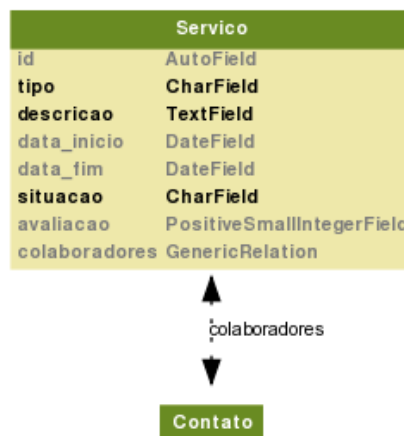 Servico
id AutoField
tipo CharField
descricao TextField
data_inicio DateField
data_fim DateField
situacao CharField
avaliacao PositiveSmallIntegerField
colaboradores GenericRelation
colaboradores
Contato